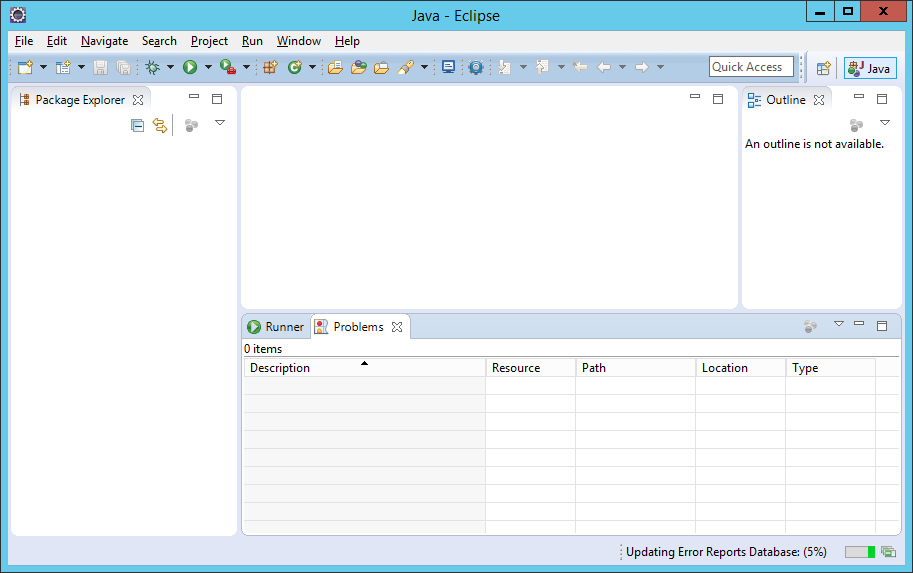 Java - Eclipse
File Edit Navigate Search Project Run Window Help
Quick Access
Java
Package Explorer
Outline
An outline is not available.
Runner
Problems
0 items
Description Resource Path Location Type
Updating Error Reports Database: (5%)